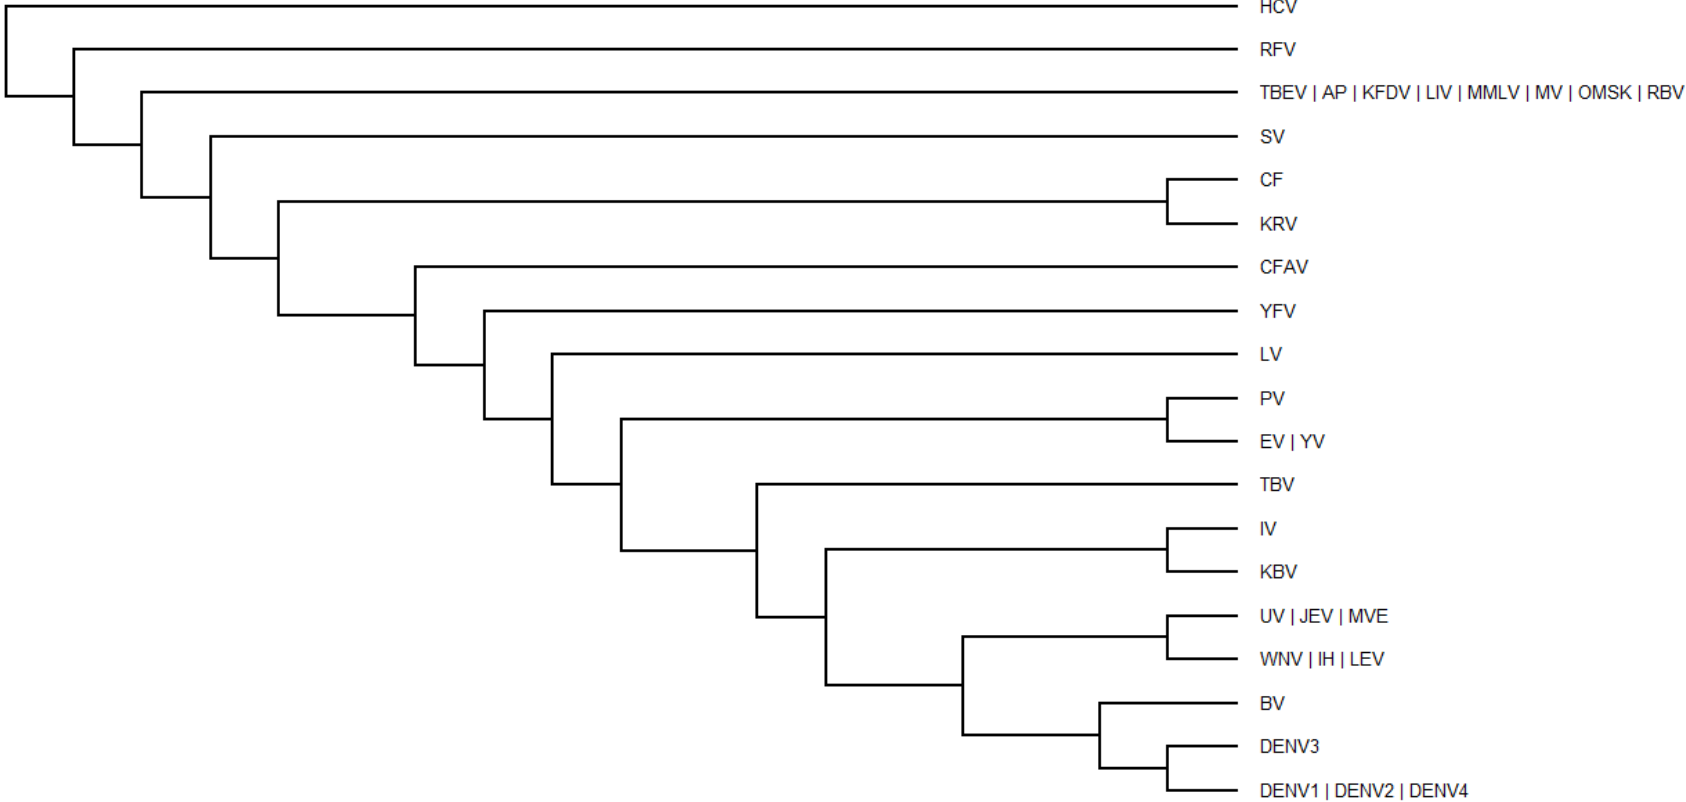 HCV
RFV
TBEV | AP | KFDV | LIV | MMLV | MV | OMSK | RBV
SV
CF
KRV
CFAV
YFV
LV
PV
EV | YV
TBV
IV
KBV
UV | JEV | MVE
WNV | IH | LEV
BV
DENV3
DENV1 | DENV2 | DENV4